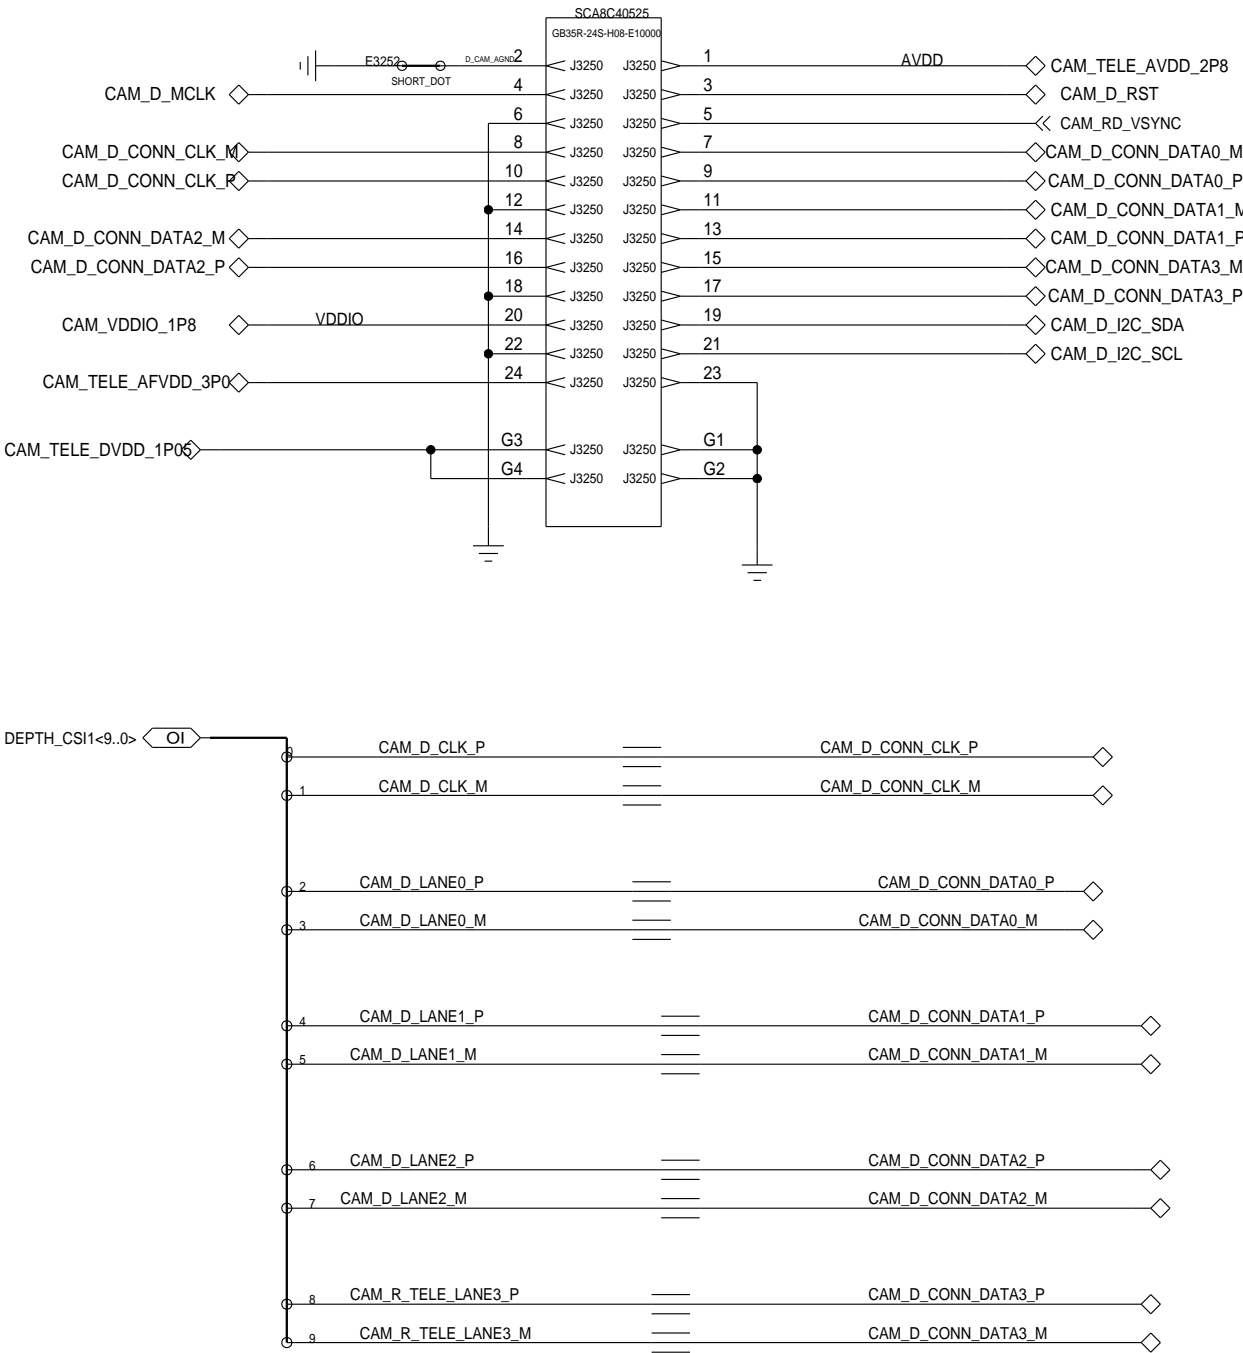 SCA8C40525
GB35R-24S-H08-E10000
E3252 D_CAM_AGND 2 J3250 J3250 1 AVDD CAM_TELE_AVDD_2P8
SHORT_DOT
CAM_D_MCLK 4 J3250 J3250 3 CAM_D_RST
6 J3250 J3250 5 CAM_RD_VSYNC
CAM_D_CONN_CLK_M 8 J3250 J3250 7 CAM_D_CONN_DATA0_M
CAM_D_CONN_CLK_P 10 J3250 J3250 9 CAM_D_CONN_DATA0_P
12 J3250 J3250 11 CAM_D_CONN_DATA1_M
CAM_D_CONN_DATA2_M 14 J3250 J3250 13 CAM_D_CONN_DATA1_P
CAM_D_CONN_DATA2_P 16 J3250 J3250 15 CAM_D_CONN_DATA3_M
18 J3250 J3250 17 CAM_D_CONN_DATA3_P
CAM_VDDIO_1P8 VDDIO 20 J3250 J3250 19 CAM_D_I2C_SDA
22 J3250 J3250 21 CAM_D_I2C_SCL
CAM_TELE_AFVDD_3P0 24 J3250 J3250 23
CAM_TELE_DVDD_1P05 G3 J3250 J3250 G1
G4 J3250 J3250 G2
DEPTH_CSI1<9..0> OI
0 CAM_D_CLK_P CAM_D_CONN_CLK_P
1 CAM_D_CLK_M CAM_D_CONN_CLK_M
2 CAM_D_LANE0_P CAM_D_CONN_DATA0_P
3 CAM_D_LANE0_M CAM_D_CONN_DATA0_M
4 CAM_D_LANE1_P CAM_D_CONN_DATA1_P
5 CAM_D_LANE1_M CAM_D_CONN_DATA1_M
6 CAM_D_LANE2_P CAM_D_CONN_DATA2_P
7 CAM_D_LANE2_M CAM_D_CONN_DATA2_M
8 CAM_R_TELE_LANE3_P CAM_D_CONN_DATA3_P
9 CAM_R_TELE_LANE3_M CAM_D_CONN_DATA3_M